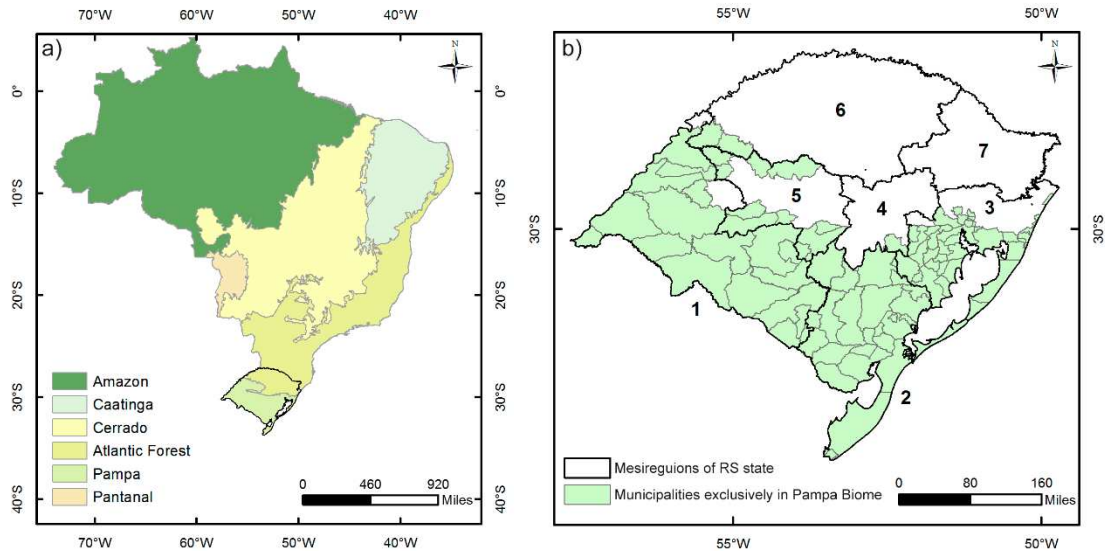 70°W 60°W 50°W 40°W
a)
N
0°
10°S
20°S
30°S
40°S
0°
10°S
20°S
30°S
40°S
Amazon
Caatinga
Cerrado
Atlantic Forest
Pampa
Pantanal
0 460 920
Miles
70°W 60°W 50°W 40°W
55°W 50°W
b)
N
6
7
5
4
3
30°S
30°S
1
2
Mesireguions of RS state
Municipalities exclusively in Pampa Biome
0 80 160
Miles
55°W 50°W